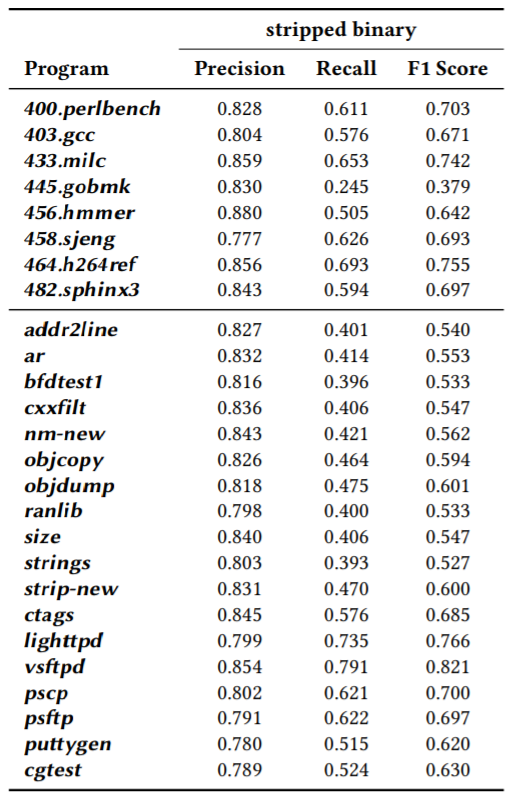 stripped binary
Program Precision Recall F1 Score
400.perlbench 0.828 0.611 0.703
403.gcc 0.804 0.576 0.671
433.milc 0.859 0.653 0.742
445.gobmk 0.830 0.245 0.379
456.hmmer 0.880 0.505 0.642
458.sjeng 0.777 0.626 0.693
464.h264ref 0.856 0.693 0.755
482.sphinx3 0.843 0.594 0.697
addr2line 0.827 0.401 0.540
ar 0.832 0.414 0.553
bfdtest1 0.816 0.396 0.533
cxxfilt 0.836 0.406 0.547
nm-new 0.843 0.421 0.562
objcopy 0.826 0.464 0.594
objdump 0.818 0.475 0.601
ranlib 0.798 0.400 0.533
size 0.840 0.406 0.547
strings 0.803 0.393 0.527
strip-new 0.831 0.470 0.600
ctags 0.845 0.576 0.685
lighttpd 0.799 0.735 0.766
vsftpd 0.854 0.791 0.821
pscp 0.802 0.621 0.700
psftp 0.791 0.622 0.697
puttygen 0.780 0.515 0.620
cgtest 0.789 0.524 0.630